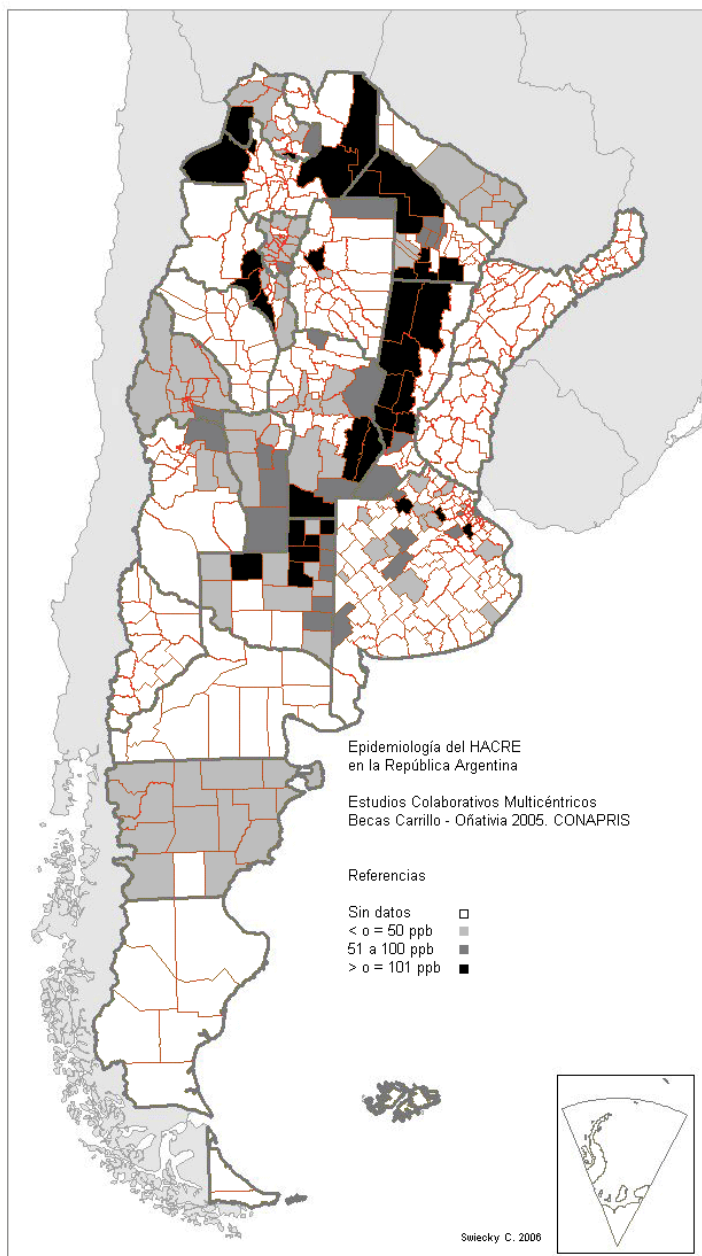 Epidemiología del HACRE
en la República Argentina
Estudios Colaborativos Multicéntricos
Becas Carrillo - Oñativia 2005. CONAPRIS
Referencias
Sin datos
< o = 50 ppb
51 a 100 ppb
> o = 101 ppb
Swiecky C. 2006